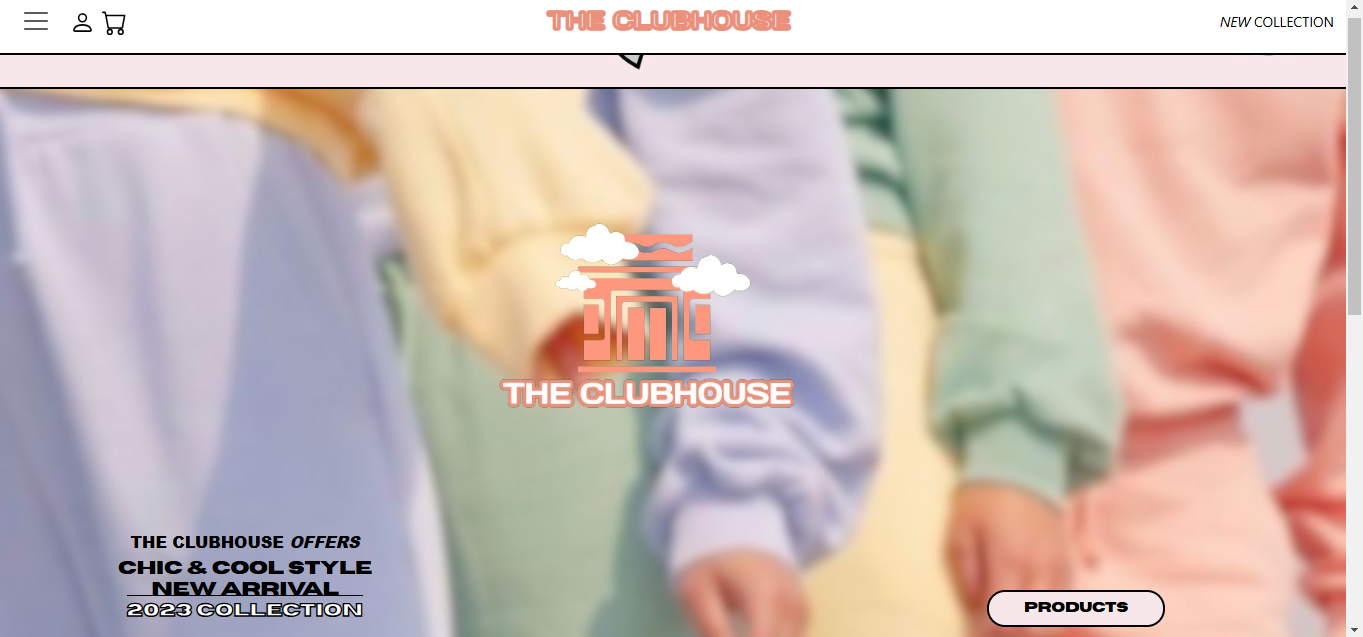 THE CLUBHOUSE
NEW COLLECTION
THE CLUBHOUSE
THE CLUBHOUSE OFFERS
CHIC & COOL STYLE
NEW ARRIVAL
2023 COLLECTION
PRODUCTS